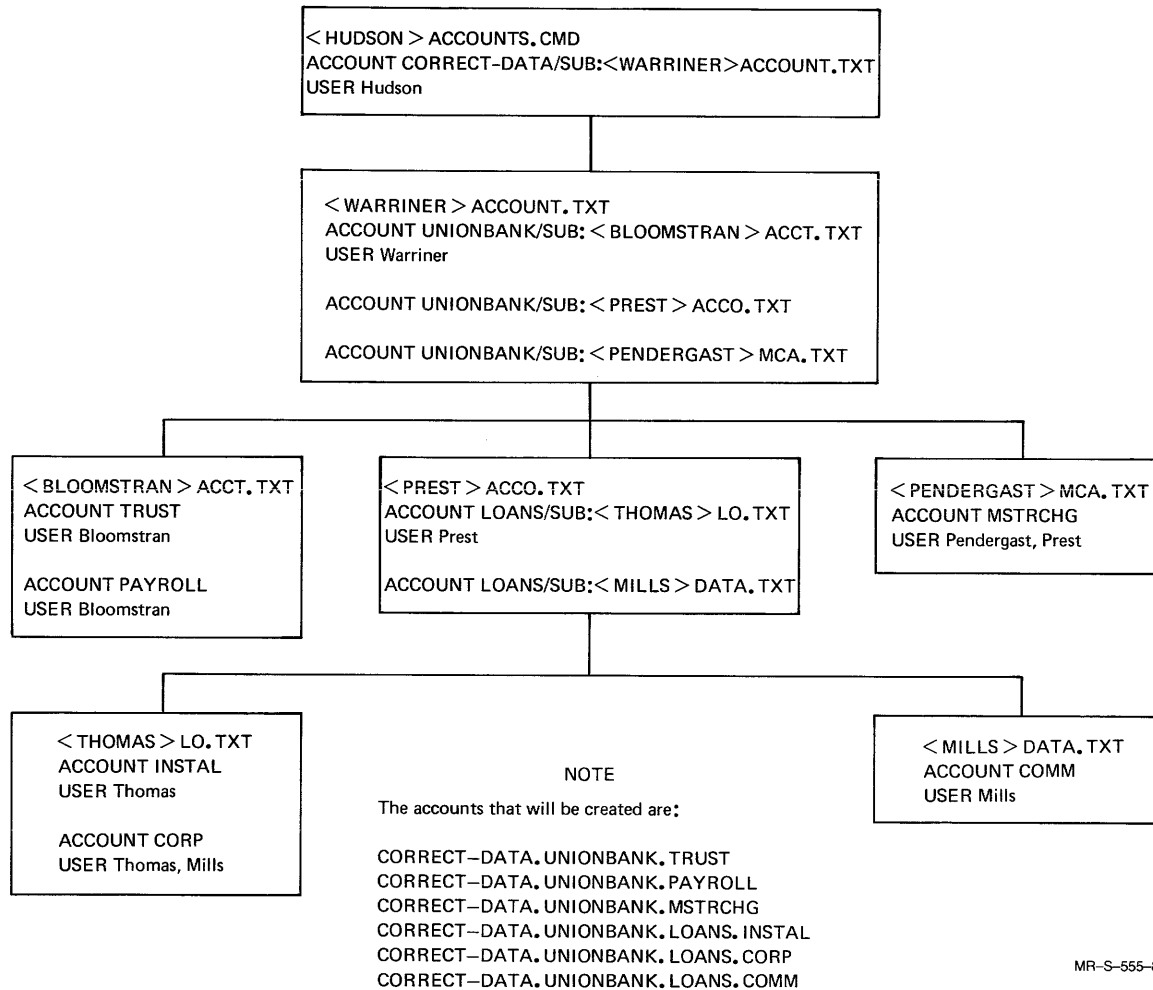 < HUDSON > ACCOUNTS. CMD
ACCOUNT CORRECT-DATA/SUB:<WARRINER>ACCOUNT.TXT
USER Hudson
< WARRINER > ACCOUNT. TXT
ACCOUNT UNIONBANK/SUB: < BLOOMSTRAN > ACCT. TXT
USER Warriner
ACCOUNT UNIONBANK/SUB: < PREST > ACCO. TXT
ACCOUNT UNIONBANK/SUB: < PENDERGAST > MCA. TXT
< BLOOMSTRAN > ACCT. TXT
ACCOUNT TRUST
USER Bloomstran
ACCOUNT PAYROLL
USER Bloomstran
< PREST > ACCO. TXT
ACCOUNT LOANS/SUB: < THOMAS > LO. TXT
USER Prest
ACCOUNT LOANS/SUB: < MILLS > DATA. TXT
< PENDERGAST > MCA. TXT
ACCOUNT MSTRCHG
USER Pendergast, Prest
< THOMAS > LO. TXT
ACCOUNT INSTAL
USER Thomas
ACCOUNT CORP
USER Thomas, Mills
NOTE
The accounts that will be created are:
CORRECT-DATA. UNIONBANK. TRUST
CORRECT-DATA. UNIONBANK. PAYROLL
CORRECT-DATA. UNIONBANK. MSTRCHG
CORRECT-DATA. UNIONBANK. LOANS. INSTAL
CORRECT-DATA. UNIONBANK. LOANS. CORP
CORRECT-DATA. UNIONBANK. LOANS. COMM
< MILLS > DATA. TXT
ACCOUNT COMM
USER Mills